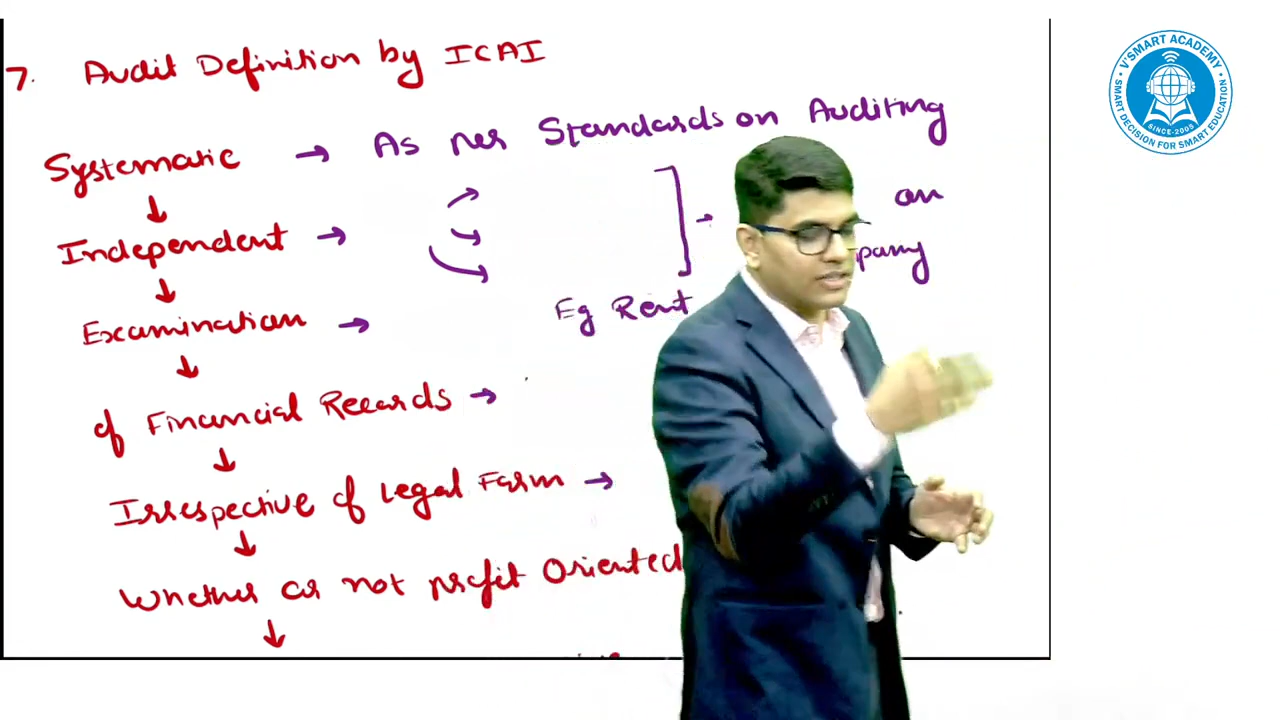 7. Audit Definition by ICAI
Systematic → As per Standards on Auditing
↓
Independent → an
pany
↓
Examination → Eg Rent
↓
of Financial Records →
↓
Irrespective of Legal Form →
↓
Whether or not profit Oriented
↓
V'SMART ACADEMY
SINCE-2005
SMART DECISION FOR SMART EDUCATION